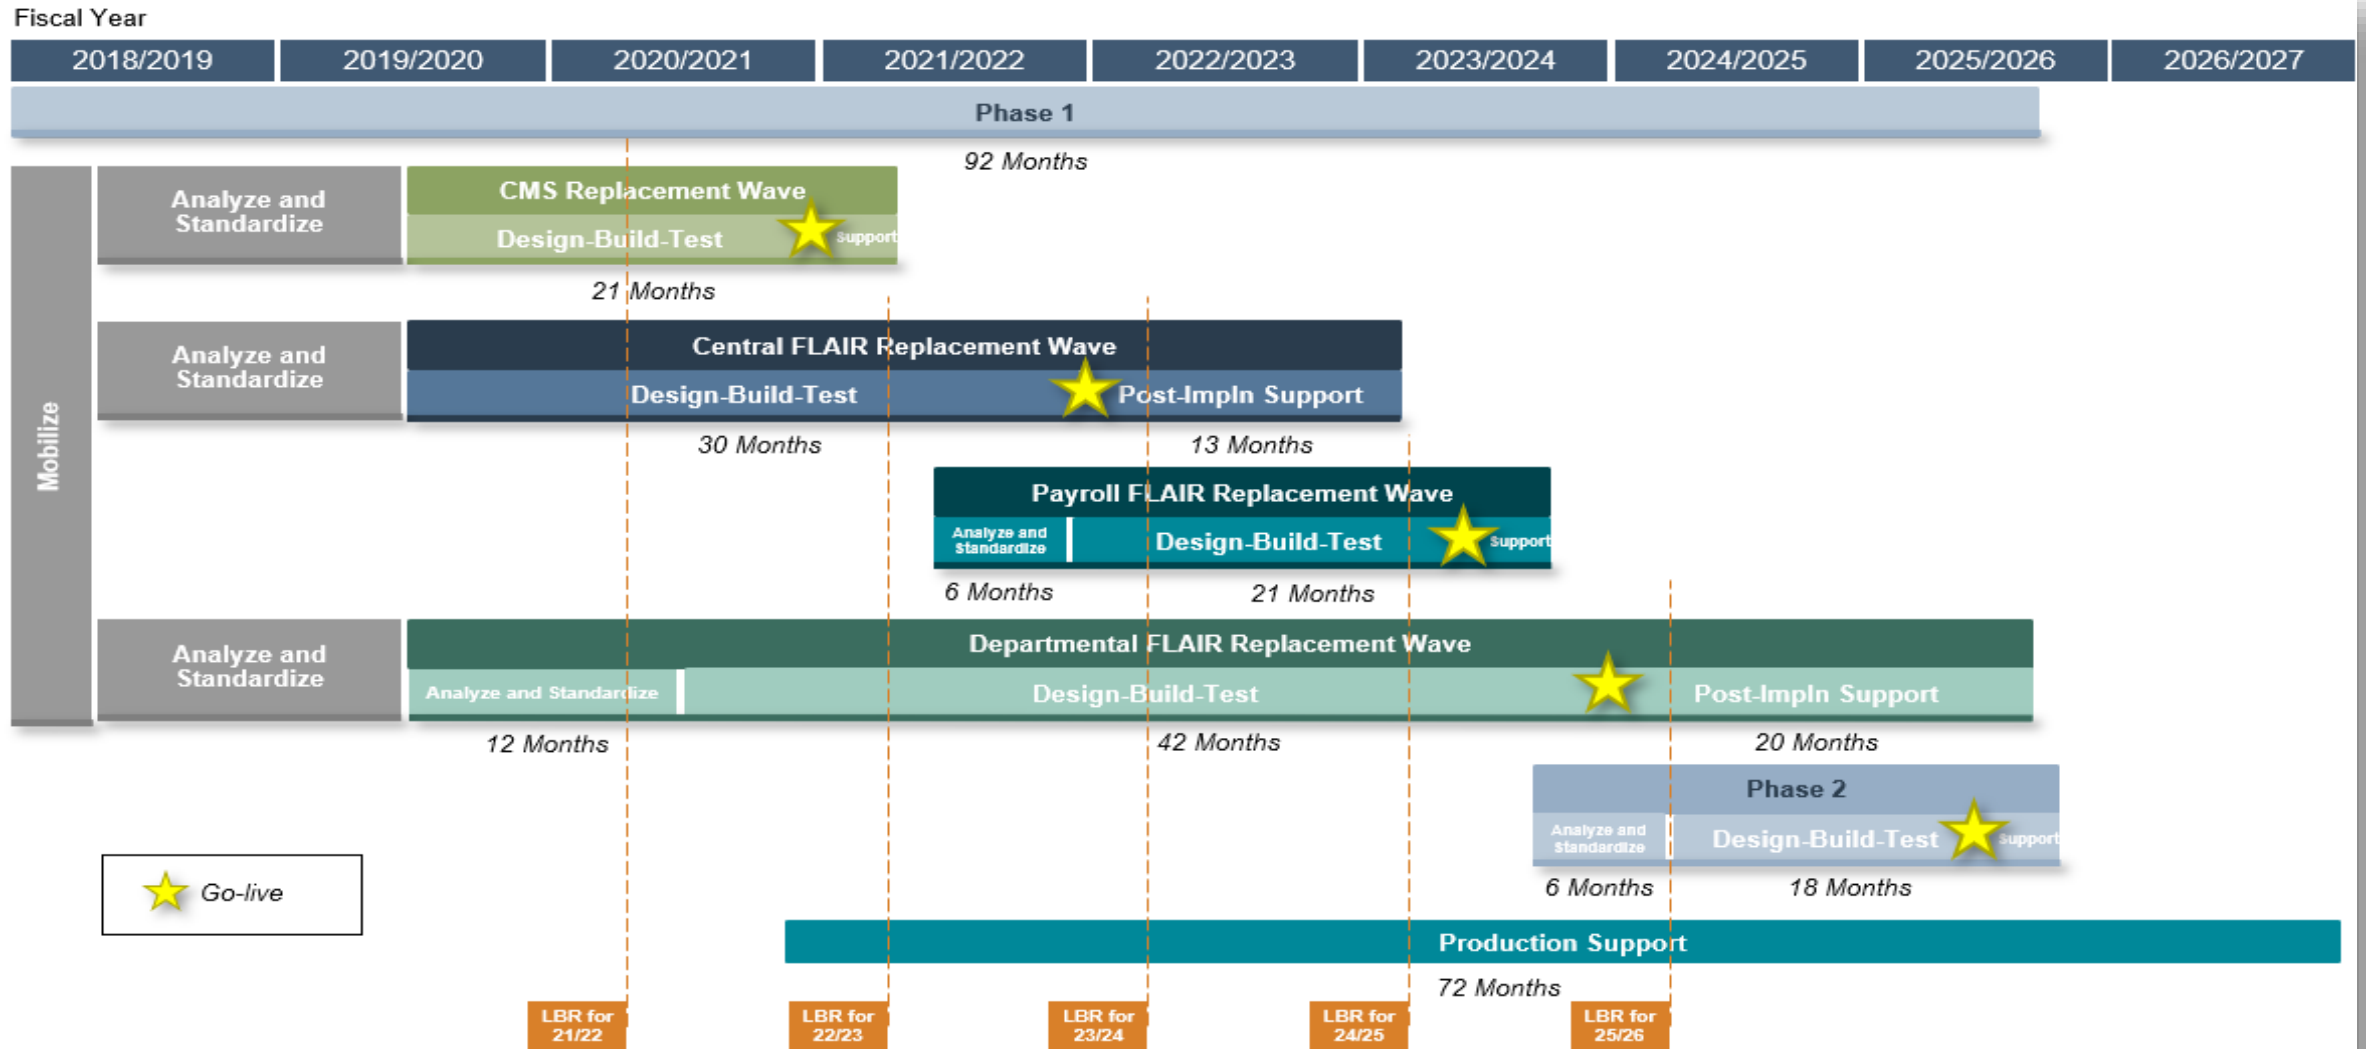 Fiscal Year
2018/2019
2019/2020
2020/2021
2021/2022
2022/2023
2023/2024
2024/2025
2025/2026
2026/2027
Phase 1
92 Months
Mobilize
Analyze and
Standardize
CMS Replacement Wave
Design-Build-Test
Support
21 Months
Analyze and
Standardize
Central FLAIR Replacement Wave
Design-Build-Test
Post-Impln Support
30 Months
13 Months
Payroll FLAIR Replacement Wave
Analyze and
Standardize
Design-Build-Test
Support
6 Months
21 Months
Analyze and
Standardize
Departmental FLAIR Replacement Wave
Analyze and Standardize
Design-Build-Test
Post-Impln Support
12 Months
42 Months
20 Months
Phase 2
Analyze and
Standardize
Design-Build-Test
Support
6 Months
18 Months
Go-live
Production Support
72 Months
LBR for
21/22
LBR for
22/23
LBR for
23/24
LBR for
24/25
LBR for
25/26